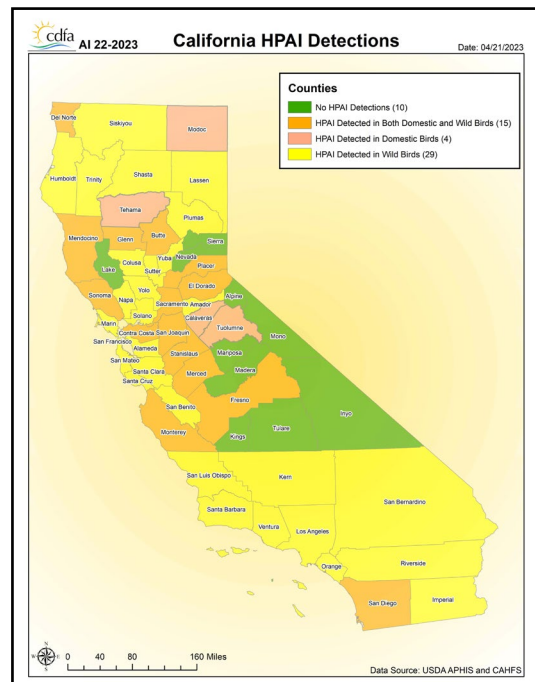 cdfa
AI 22-2023
California HPAI Detections
Date: 04/21/2023
Counties
No HPAI Detections (10)
HPAI Detected in Both Domestic and Wild Birds (15)
HPAI Detected in Domestic Birds (4)
HPAI Detected in Wild Birds (29)
Del Norte
Siskiyou
Modoc
Humboldt
Trinity
Shasta
Lassen
Tehama
Plumas
Mendocino
Glenn
Butte
Sierra
Lake
Colusa
Yuba
Nevada
Sutter
Placer
Yolo
El Dorado
Sonoma
Napa
Sacramento
Amador
Alpine
Solano
Marin
Calaveras
Tuolumne
Mono
Contra Costa
San Joaquin
San Francisco
Alameda
Stanislaus
Mariposa
San Mateo
Santa Clara
Merced
Madera
Santa Cruz
San Benito
Fresno
Inyo
Monterey
Kings
Tulare
San Luis Obispo
Kern
San Bernardino
Santa Barbara
Ventura
Los Angeles
Orange
Riverside
San Diego
Imperial
N
W
E
S
0 40 80 160 Miles
Data Source: USDA APHIS and CAHFS